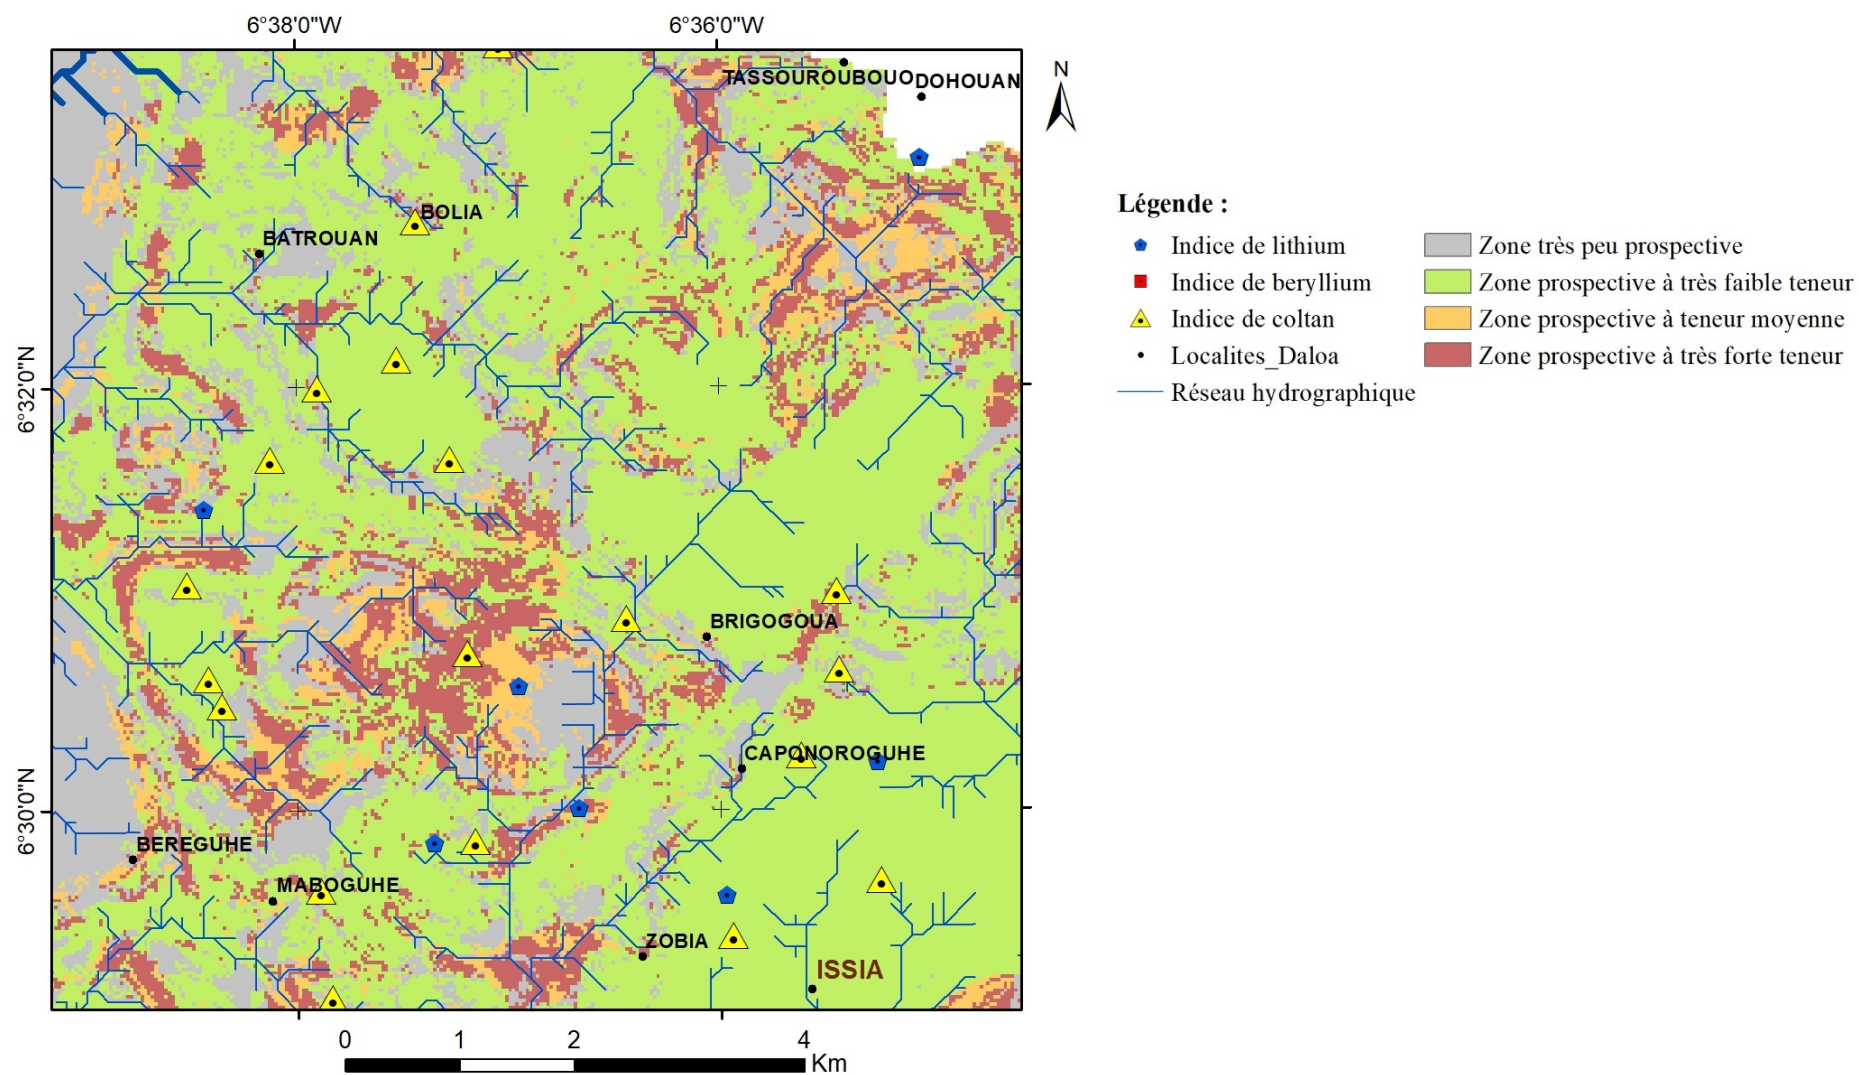 6°38'0"W
6°36'0"W
TASSOUROUBOUO
DOHOUAN
N
BOLIA
BATROUAN
6°32'0"N
BRIGOGOUA
CAPONOROGUHE
6°30'0"N
BEREGUHE
MABOGUHE
ZOBIA
ISSIA
0 1 2 4
Km
Légende :
Indice de lithium
Indice de beryllium
Indice de coltan
Localites_Daloa
Réseau hydrographique
Zone très peu prospective
Zone prospective à très faible teneur
Zone prospective à teneur moyenne
Zone prospective à très forte teneur